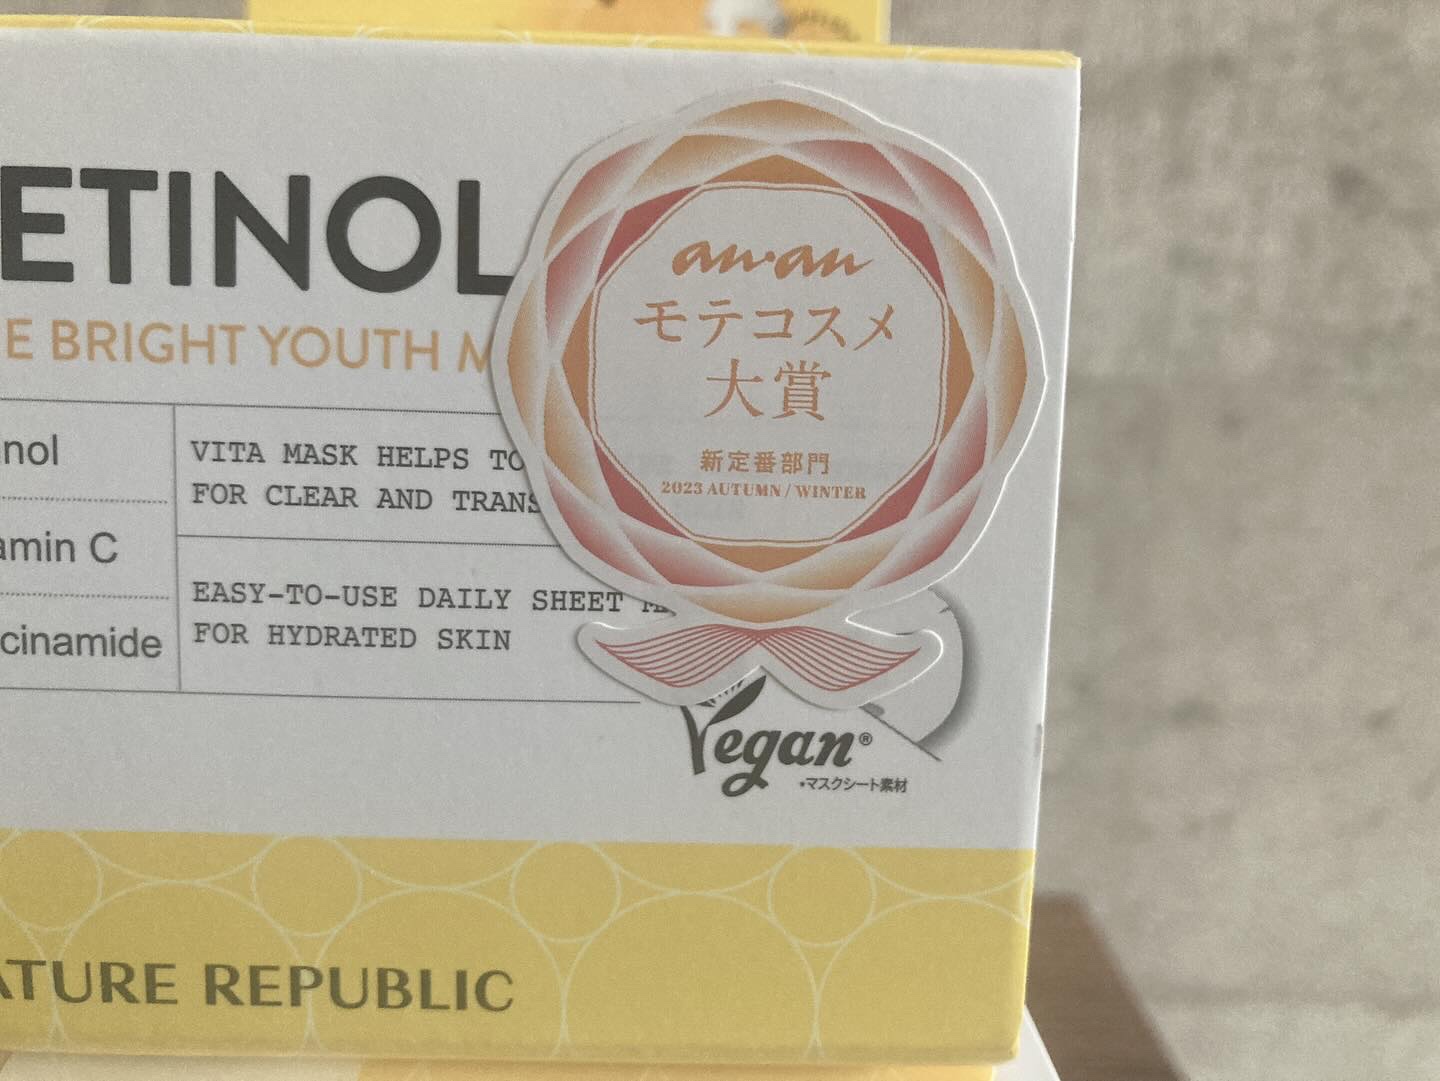 ETINOL
E BRIGHT YOUTH M
nol
amin C
cinamide
VITA MASK HELPS TO
FOR CLEAR AND TRANS
EASY-TO-USE DAILY SHEET
FOR HYDRATED SKIN
an·an
モテコスメ
大賞
新定番部門
2023 AUTUMN / WINTER
Vegan®
*マスクシート素材
ATURE REPUBLIC